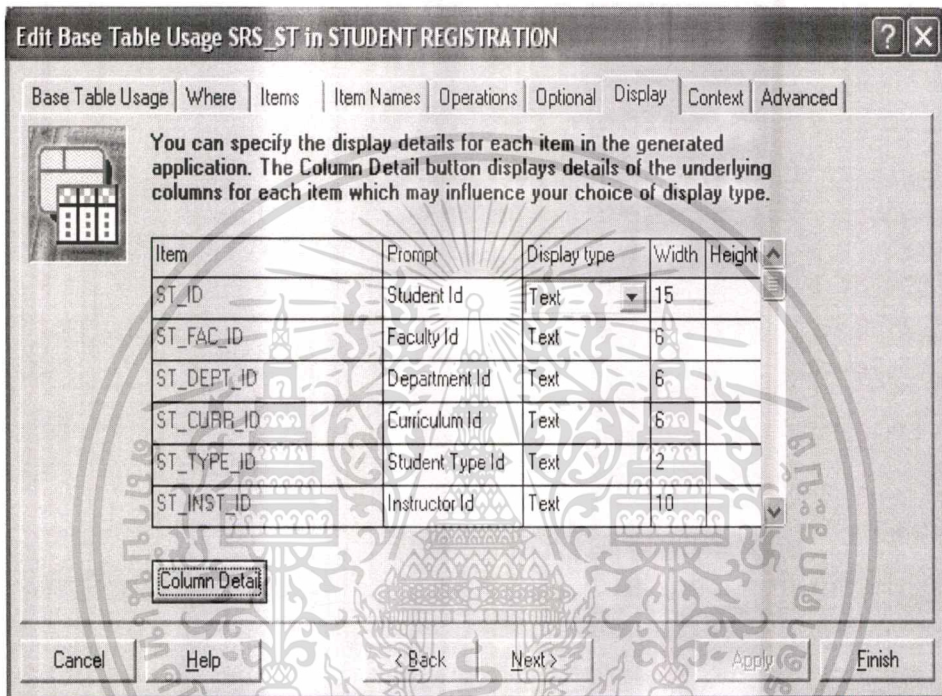 Edit Base Table Usage SRS_ST in STUDENT REGISTRATION
Base Table Usage Where Items Item Names Operations Optional Display Context Advanced
You can specify the display details for each item in the generated
application. The Column Detail button displays details of the underlying
columns for each item which may influence your choice of display type.
Item Prompt Display type Width Height
ST_ID Student Id Text 15
ST_FAC_ID Faculty Id Text 6
ST_DEPT_ID Department Id Text 6
ST_CURR_ID Curriculum Id Text 6
ST_TYPE_ID Student Type Id Text 2
ST_INST_ID Instructor Id Text 10
Column Detail
Cancel Help < Back Next > Apply Finish